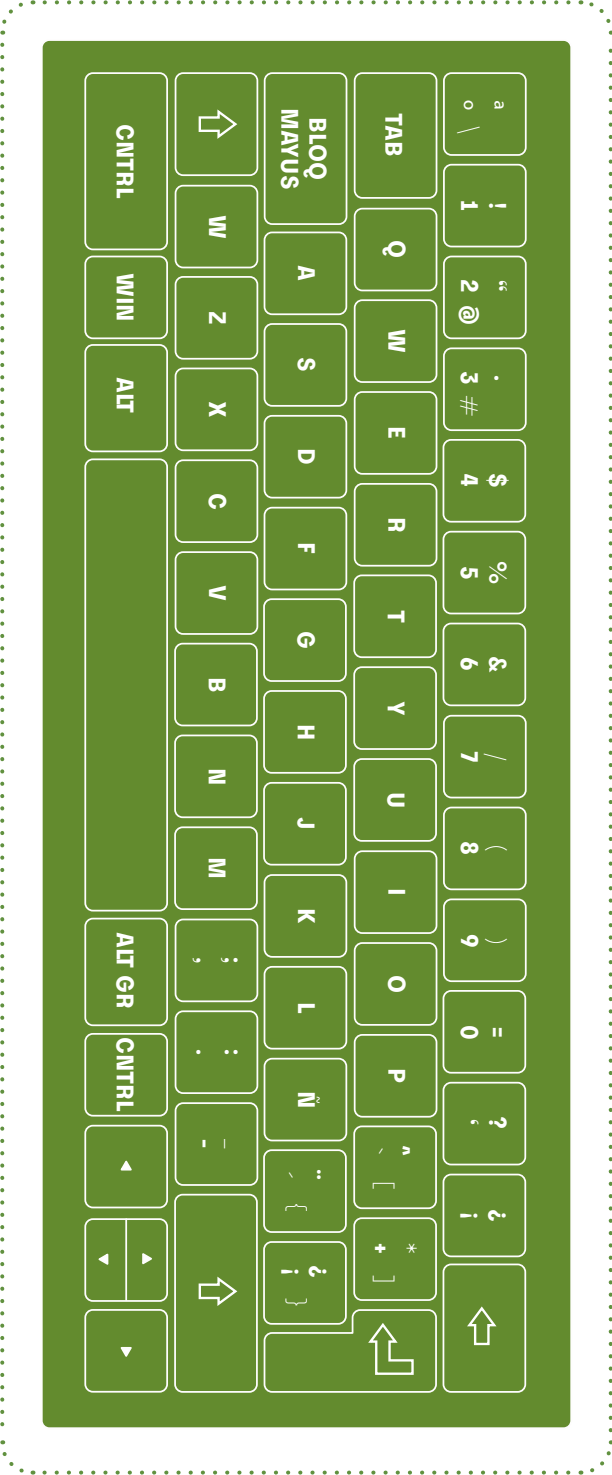 a o \
! 1
“ 2 @
· 3 #
$ 4
% 5
& 6
/ 7
( 8
) 9
= 0
? ‘
¿ ¡
TAB
Q
W
E
R
T
Y
U
I
O
P
^ ` [
* + ]
BLOQ
MAYUS
A
S
D
F
G
H
J
K
L
Ñ
¨ ´ {
¿ ¡ }
W
Z
X
C
V
B
N
M
; ,
: .
_ -
CNTRL
WIN
ALT
ALT GR
CNTRL